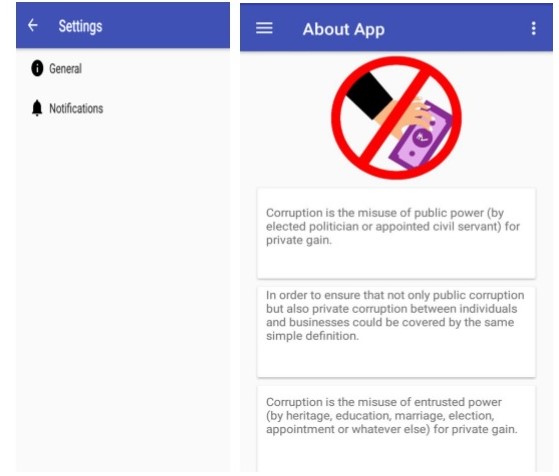 Settings
General
Notifications
About App
Corruption is the misuse of public power (by
elected politician or appointed civil servant) for
private gain.
In order to ensure that not only public corruption
but also private corruption between individuals
and businesses could be covered by the same
simple definition.
Corruption is the misuse of entrusted power
(by heritage, education, marriage, election,
appointment or whatever else) for private gain.